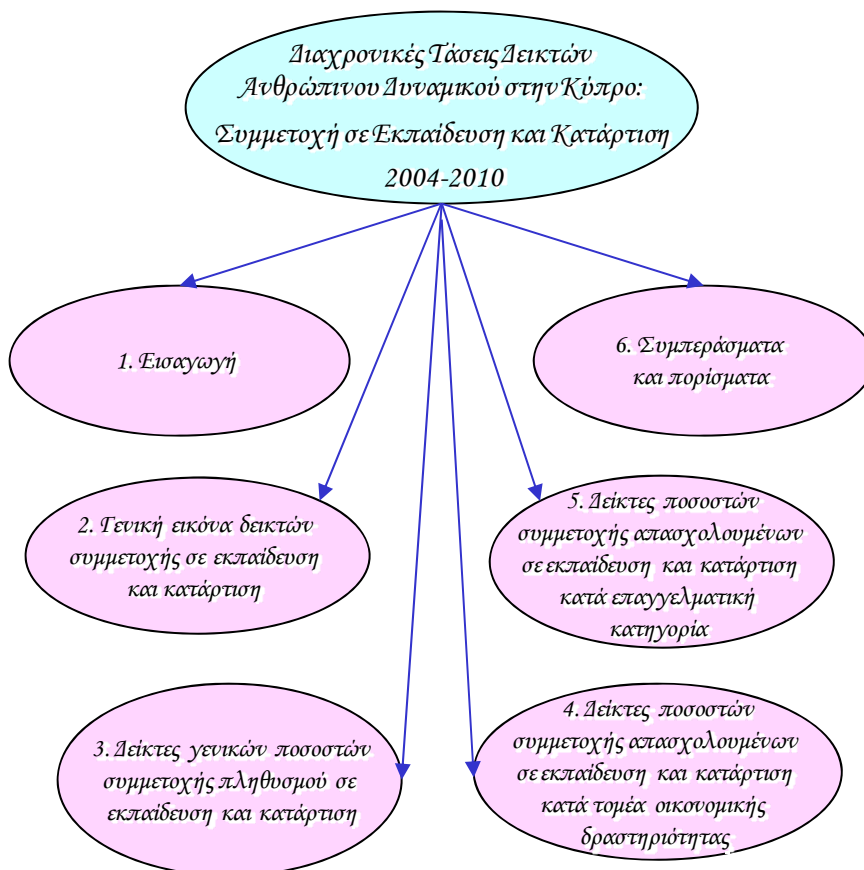 Διαχρονικές Τάσεις Δεικτών
Ανθρώπινου Δυναμικού στην Κύπρο:
Συμμετοχή σε Εκπαίδευση και Κατάρτιση
2004-2010
1. Εισαγωγή
6. Συμπεράσματα
και πορίσματα
2. Γενική εικόνα δεικτών
συμμετοχής σε εκπαίδευση
και κατάρτιση
5. Δείκτες ποσοστών
συμμετοχής απασχολουμένων
σε εκπαίδευση και κατάρτιση
κατά επαγγελματική
κατηγορία
3. Δείκτες γενικών ποσοστών
συμμετοχής πληθυσμού σε
εκπαίδευση και κατάρτιση
4. Δείκτες ποσοστών
συμμετοχής απασχολουμένων
σε εκπαίδευση και κατάρτιση
κατά τομέα οικονομικής
δραστηριότητας